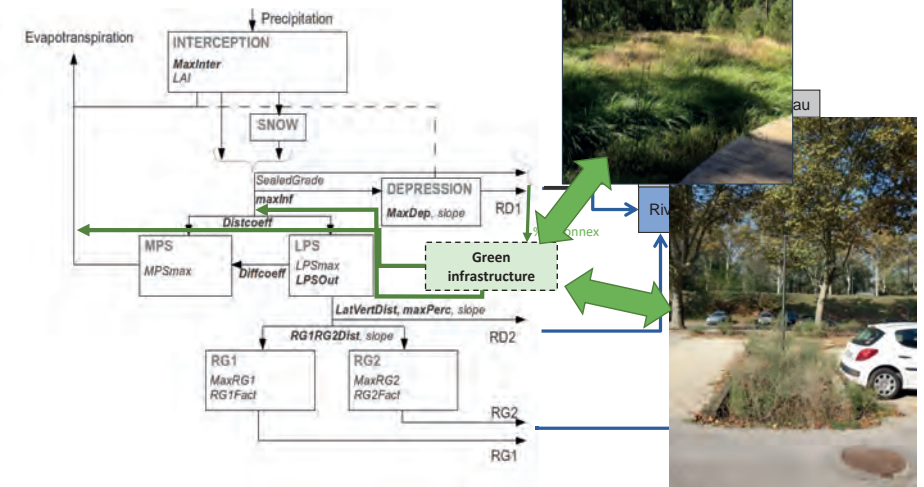 Precipitation
Evapotranspiration
INTERCEPTION
MaxInter
LAI
SNOW
SealedGrade
maxInf
DEPRESSION
MaxDep, slope
RD1
Distcoeff
MPS
MPSmax
Diffcoeff
LPS
LPSmax
LPSOut
Green
infrastructure
LatVertDist, maxPerc, slope
RD2
RG1RG2Dist, slope
RG1
MaxRG1
RG1Fact
RG2
MaxRG2
RG2Fact
RG2
RG1
au
Riv
onnex